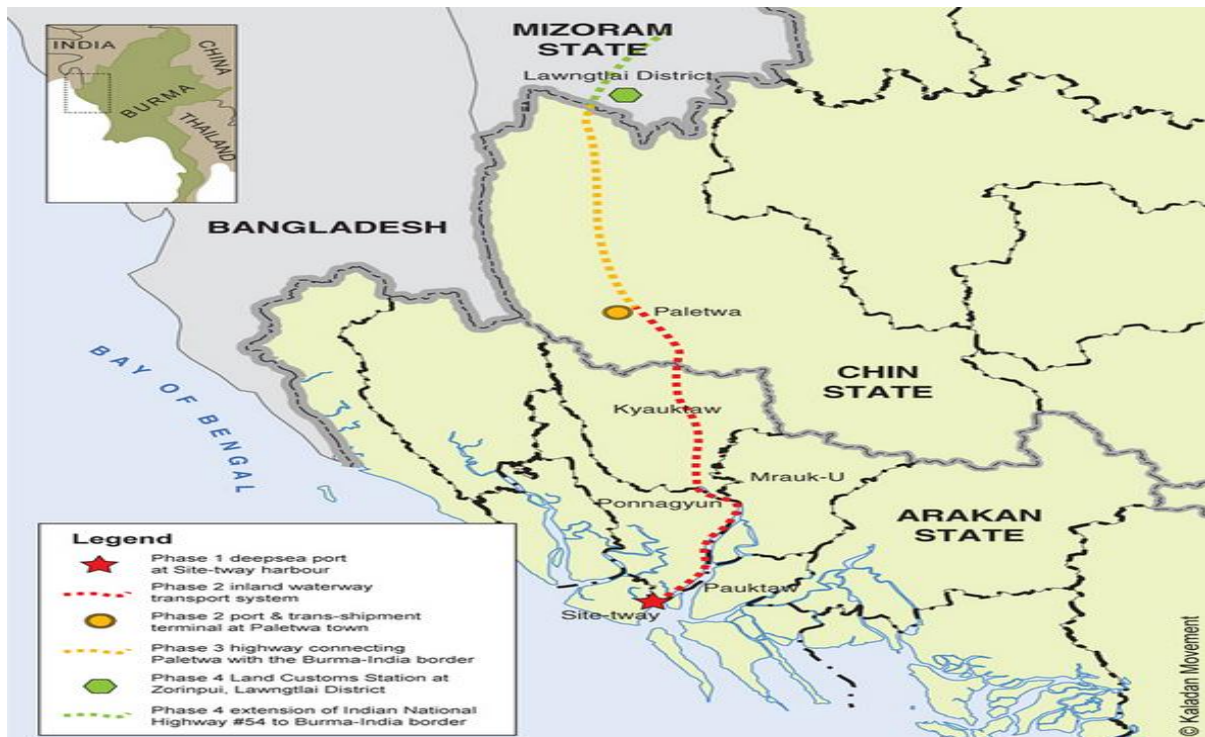 MIZORAM
STATE
Lawngtlai District
INDIA
CHINA
BURMA
THAILAND
BANGLADESH
Paletwa
CHIN
STATE
Kyauktaw
BAY OF BENGAL
Mrauk-U
Ponnagyun
ARAKAN
STATE
Pauktaw
Site-tway
Legend
Phase 1 deepsea port
at Site-tway harbour
Phase 2 inland waterway
transport system
Phase 2 port & trans-shipment
terminal at Paletwa town
Phase 3 highway connecting
Paletwa with the Burma-India border
Phase 4 Land Customs Station at
Zorinpui, Lawngtlai District
Phase 4 extension of Indian National
Highway #54 to Burma-India border
© Kaladan Movement